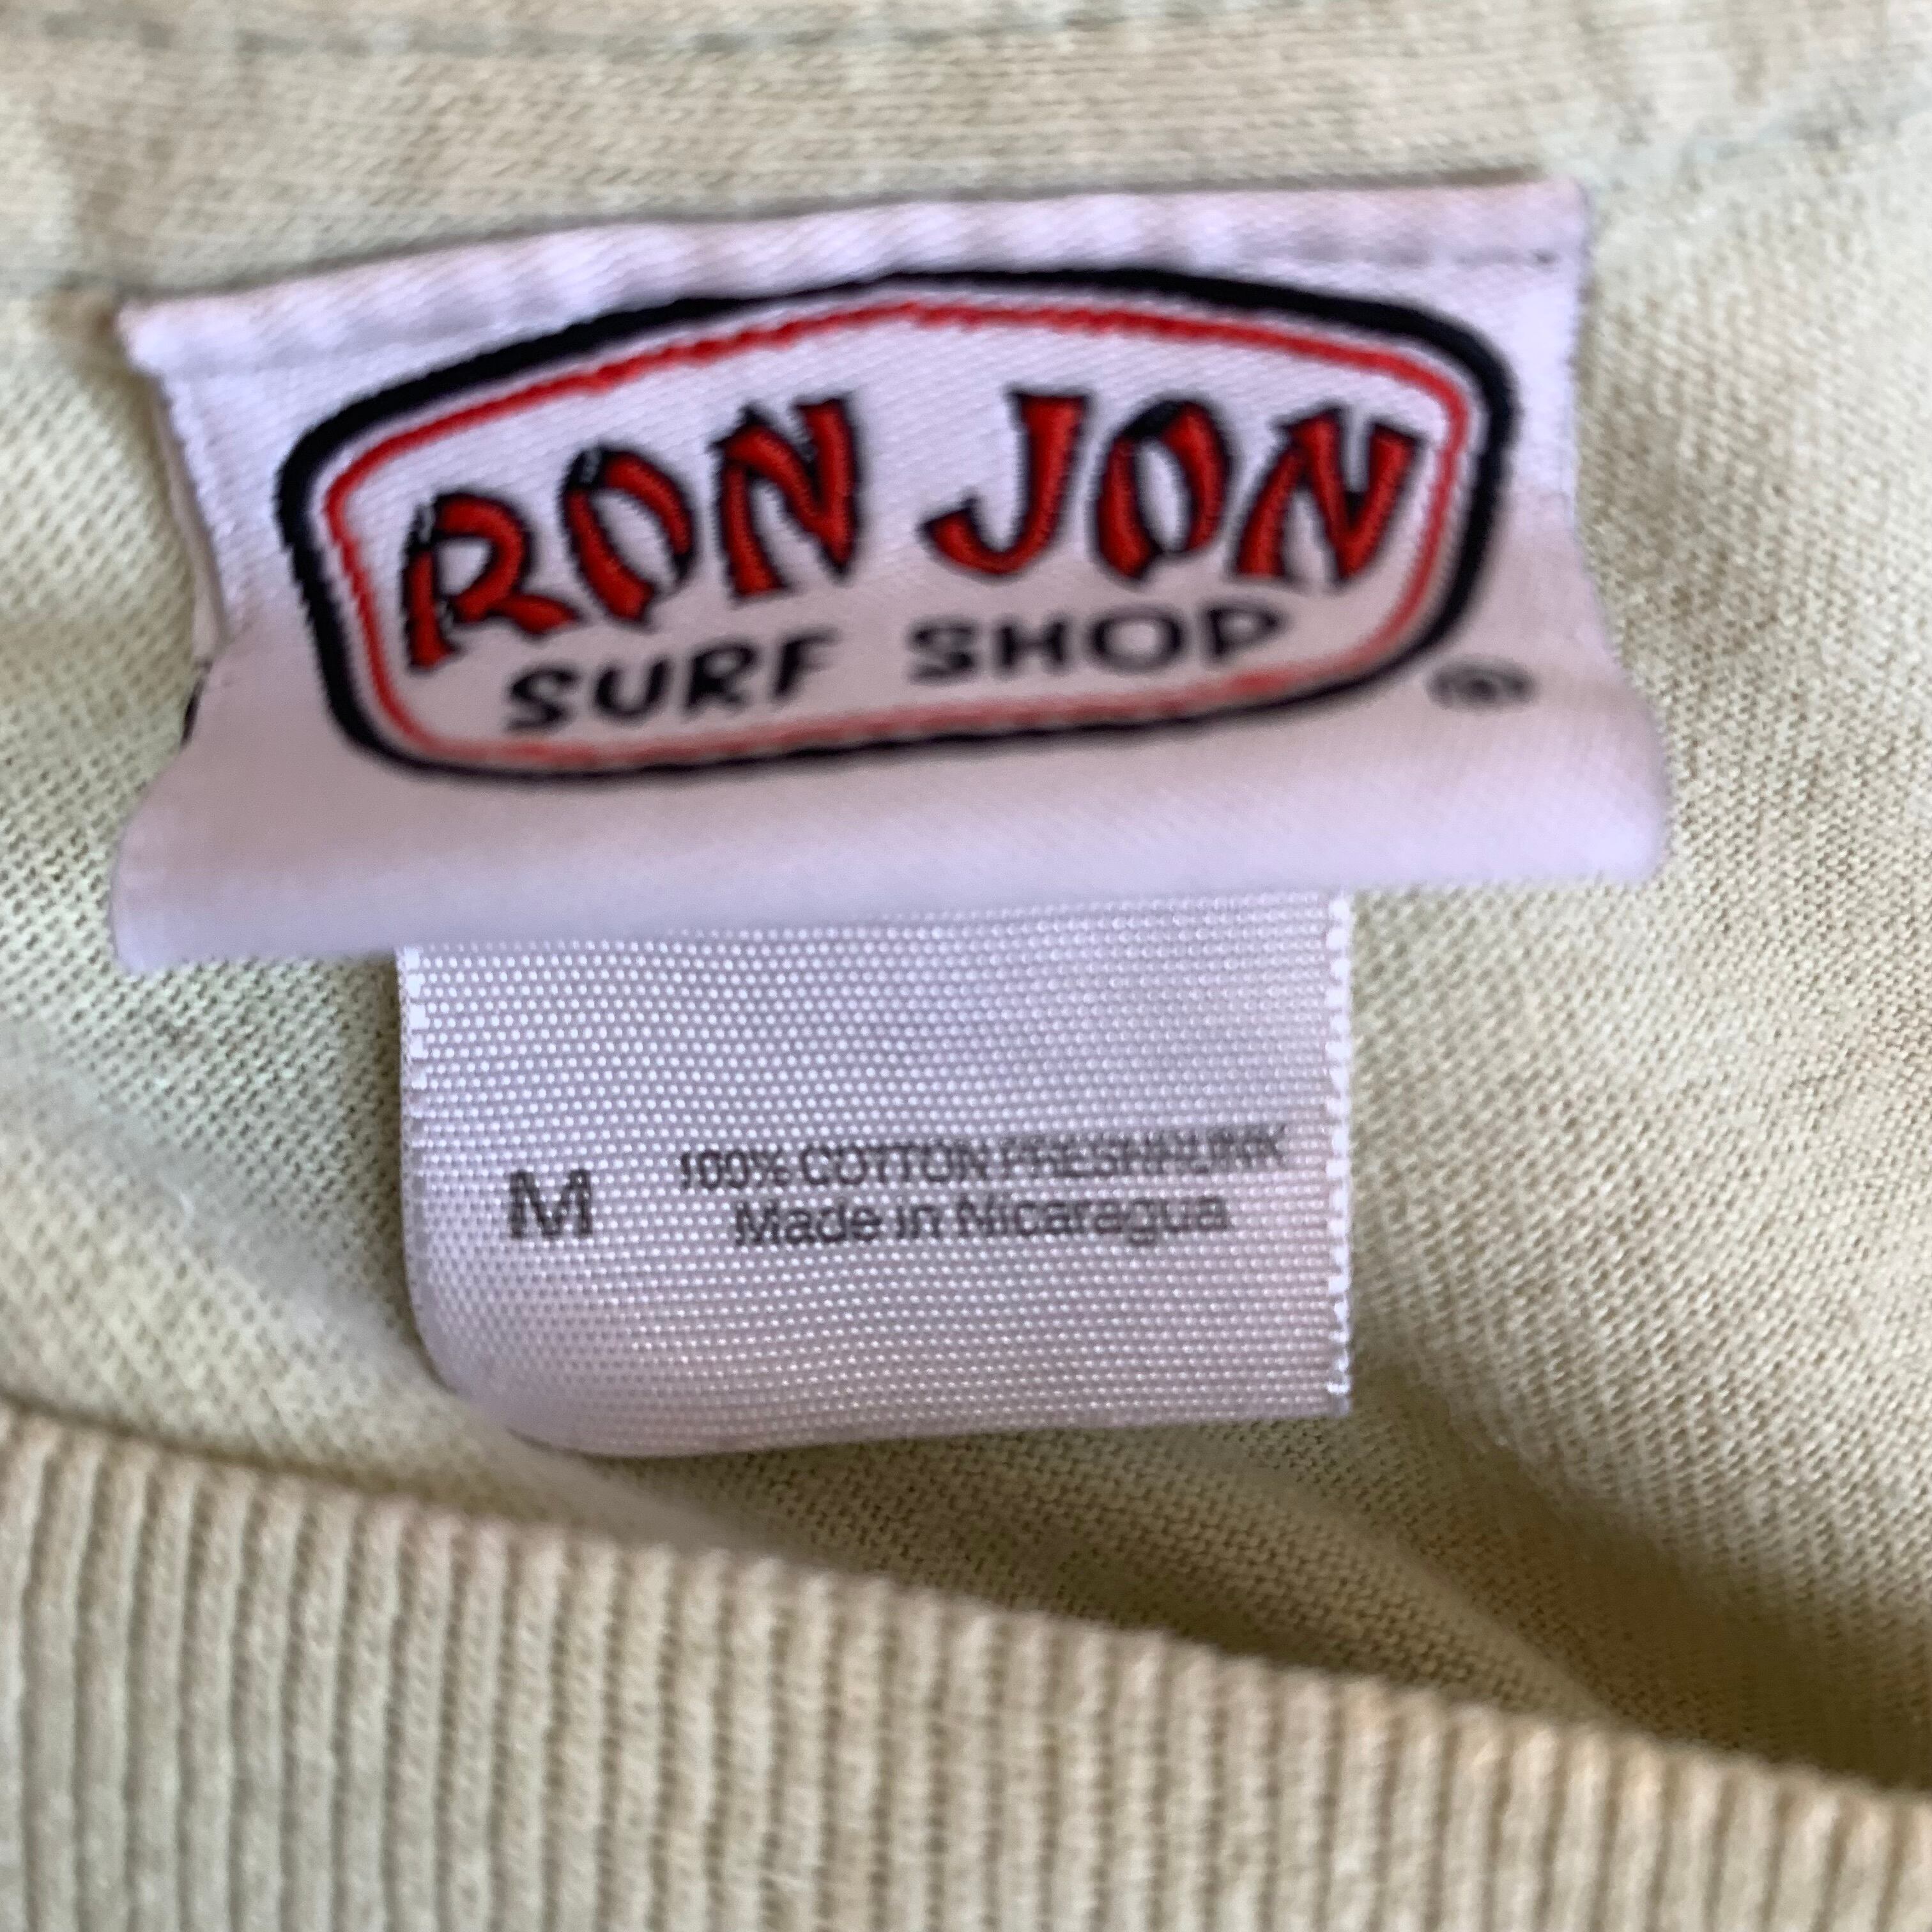 RON JON
SURF SHOP
®
M 100% COTTON PRESHRUNK
Made in Nicaragua